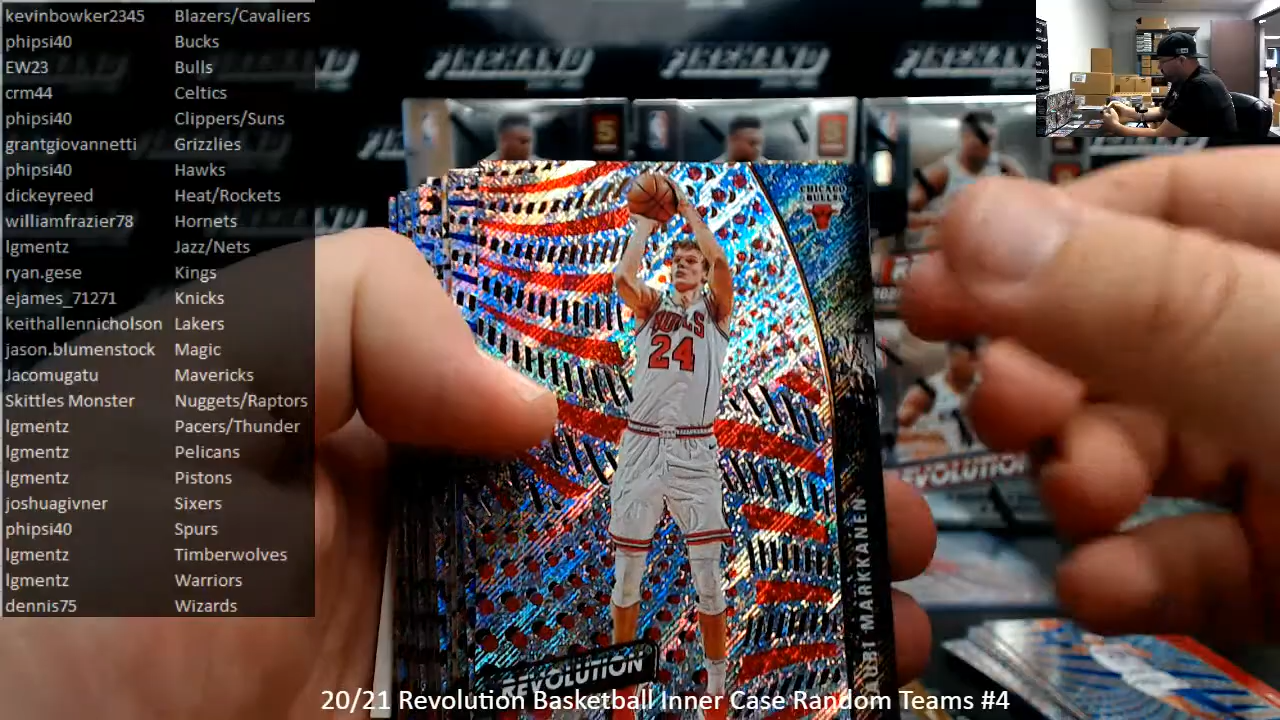 kevinbowker2345 Blazers/Cavaliers
phipsi40 Bucks
EW23 Bulls
crm44 Celtics
phipsi40 Clippers/Suns
grantgiovannetti Grizzlies
phipsi40 Hawks
dickeyreed Heat/Rockets
williamfrazier78 Hornets
lgmentz Jazz/Nets
ryan.gese Kings
ejames_71271 Knicks
keithallennicholson Lakers
jason.blumenstock Magic
Jacomugatu Mavericks
Skittles Monster Nuggets/Raptors
lgmentz Pacers/Thunder
lgmentz Pelicans
lgmentz Pistons
joshuagivner Sixers
phipsi40 Spurs
lgmentz Timberwolves
lgmentz Warriors
dennis75 Wizards
CHICAGO
BULLS
BULLS
24
MARKKANEN
REVOLUTION
REVOLUTION
20/21 Revolution Basketball Inner Case Random Teams #4